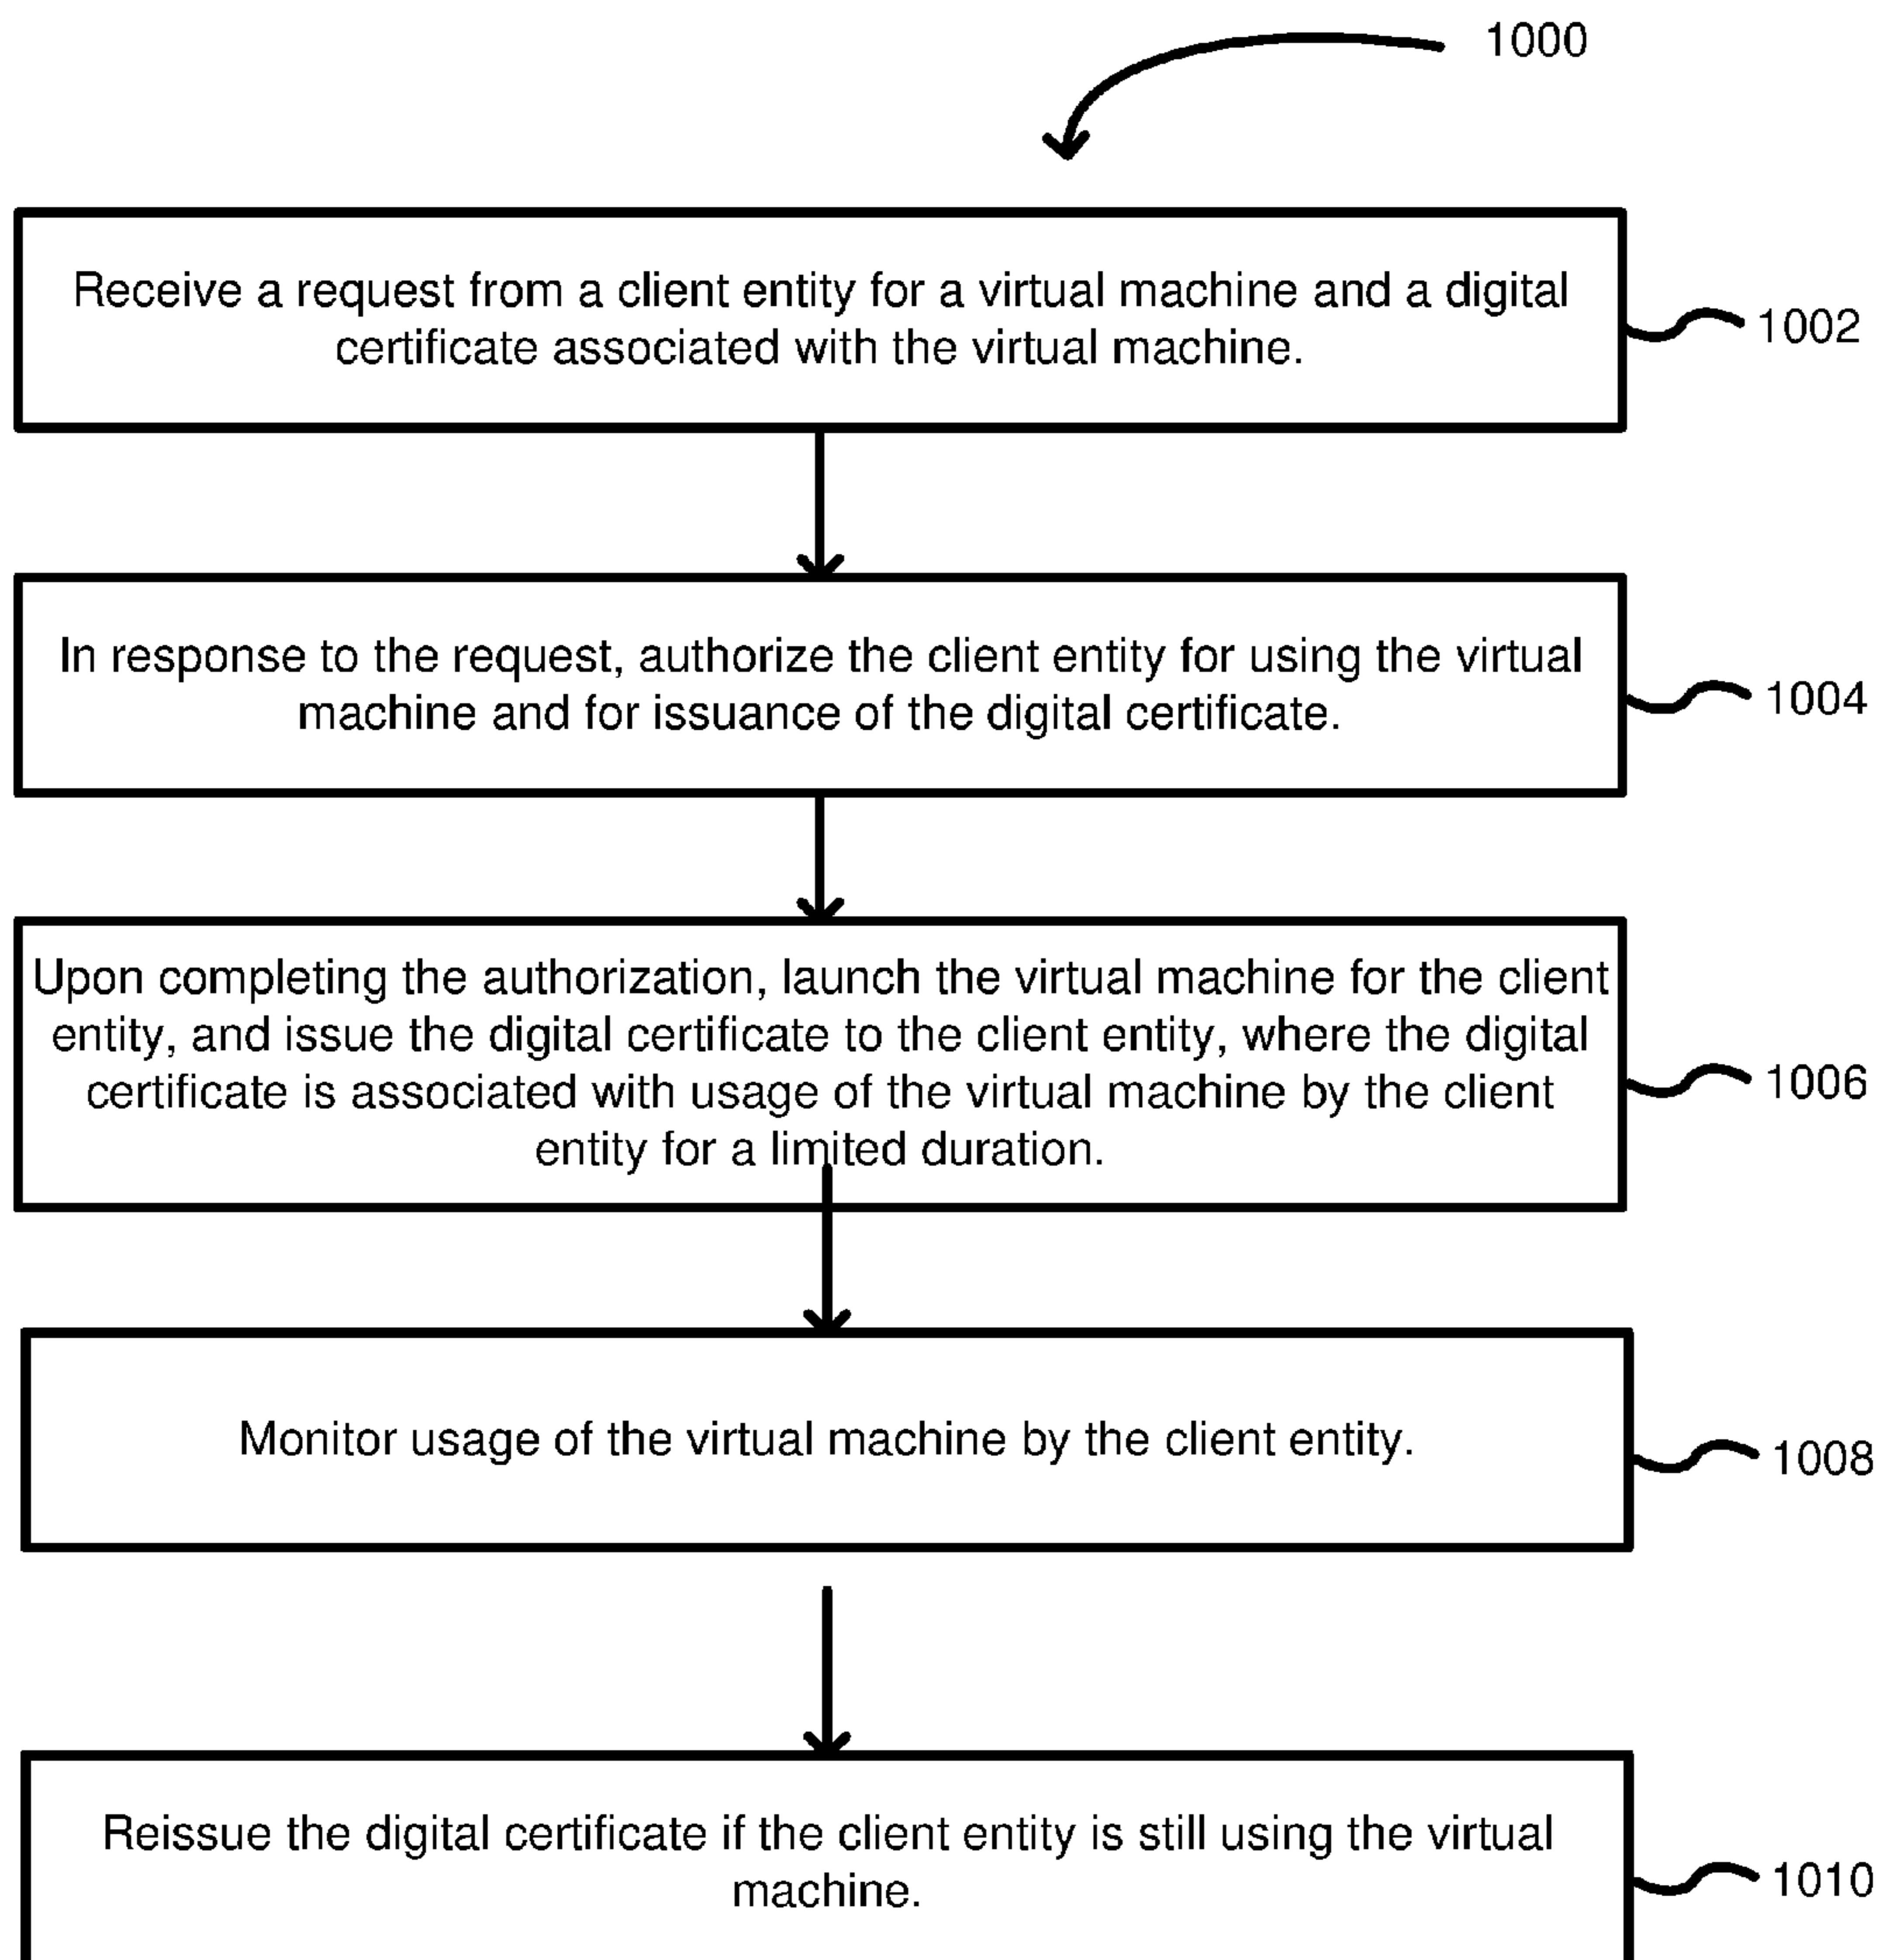 1000
Receive a request from a client entity for a virtual machine and a digital
certificate associated with the virtual machine.
1002
In response to the request, authorize the client entity for using the virtual
machine and for issuance of the digital certificate.
1004
Upon completing the authorization, launch the virtual machine for the client
entity, and issue the digital certificate to the client entity, where the digital
certificate is associated with usage of the virtual machine by the client
entity for a limited duration.
1006
Monitor usage of the virtual machine by the client entity.
1008
Reissue the digital certificate if the client entity is still using the virtual
machine.
1010